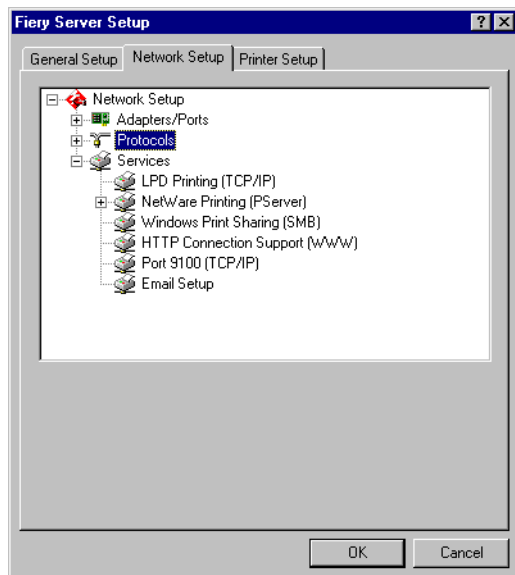 Fiery Server Setup
General Setup Network Setup Printer Setup
Network Setup
Adapters/Ports
Protocols
Services
LPD Printing (TCP/IP)
NetWare Printing (PServer)
Windows Print Sharing (SMB)
HTTP Connection Support (WWW)
Port 9100 (TCP/IP)
Email Setup
OK Cancel